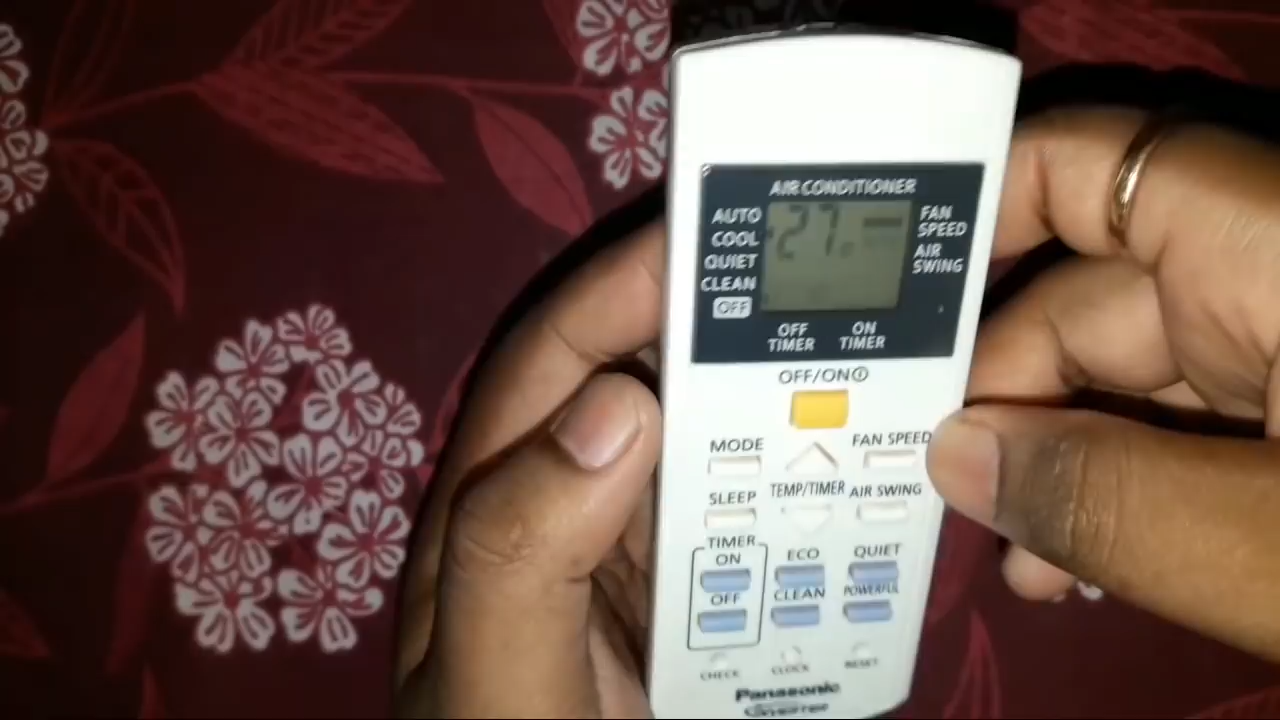 AIR CONDITIONER
AUTO
COOL
QUIET
CLEAN
OFF
27
FAN
SPEED
AIR
SWING
OFF
TIMER
ON
TIMER
OFF/ON
MODE
FAN SPEED
SLEEP
TEMP/TIMER
AIR SWING
TIMER
ON
ECO
QUIET
OFF
CLEAN
POWERFUL
CHECK
CLOCK
RESET
Panasonic
Inverter